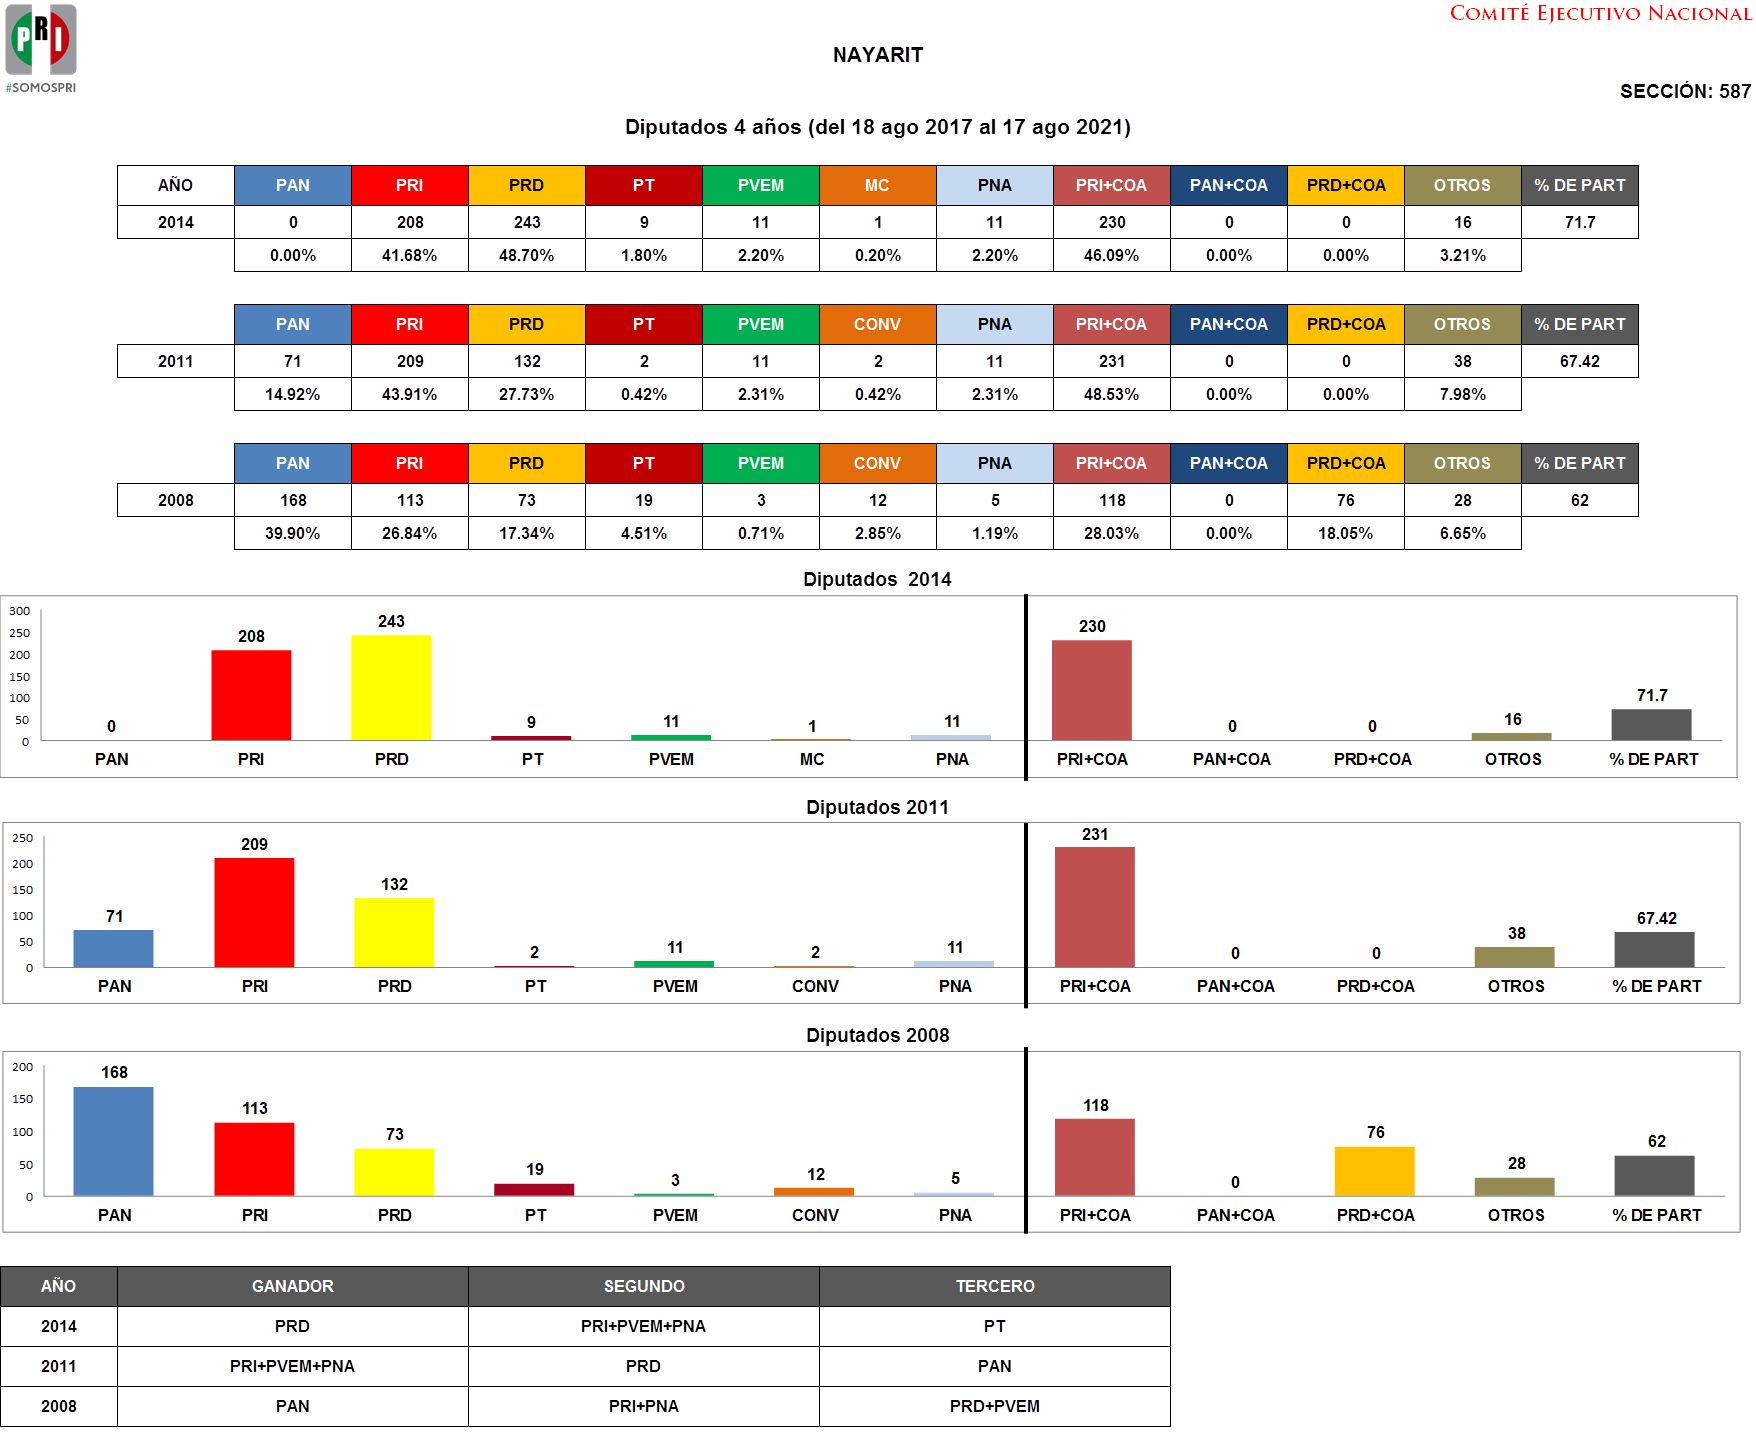 COMITÉ EJECUTIVO NACIONAL
PRI
#SOMOSPRI
NAYARIT
SECCIÓN: 587
Diputados 4 años (del 18 ago 2017 al 17 ago 2021)
AÑO PAN PRI PRD PT PVEM MC PNA PRI+COA PAN+COA PRD+COA OTROS % DE PART
2014 0 208 243 9 11 1 11 230 0 0 16 71.7
0.00% 41.68% 48.70% 1.80% 2.20% 0.20% 2.20% 46.09% 0.00% 0.00% 3.21%
PAN PRI PRD PT PVEM CONV PNA PRI+COA PAN+COA PRD+COA OTROS % DE PART
2011 71 209 132 2 11 2 11 231 0 0 38 67.42
14.92% 43.91% 27.73% 0.42% 2.31% 0.42% 2.31% 48.53% 0.00% 0.00% 7.98%
PAN PRI PRD PT PVEM CONV PNA PRI+COA PAN+COA PRD+COA OTROS % DE PART
2008 168 113 73 19 3 12 5 118 0 76 28 62
39.90% 26.84% 17.34% 4.51% 0.71% 2.85% 1.19% 28.03% 0.00% 18.05% 6.65%
Diputados 2014
300
250
200
150
100
50
0
0 208 243 9 11 1 11 230 0 0 16 71.7
PAN PRI PRD PT PVEM MC PNA PRI+COA PAN+COA PRD+COA OTROS % DE PART
Diputados 2011
250
200
150
100
50
0
71 209 132 2 11 2 11 231 0 0 38 67.42
PAN PRI PRD PT PVEM CONV PNA PRI+COA PAN+COA PRD+COA OTROS % DE PART
Diputados 2008
200
150
100
50
0
168 113 73 19 3 12 5 118 0 76 28 62
PAN PRI PRD PT PVEM CONV PNA PRI+COA PAN+COA PRD+COA OTROS % DE PART
AÑO GANADOR SEGUNDO TERCERO
2014 PRD PRI+PVEM+PNA PT
2011 PRI+PVEM+PNA PRD PAN
2008 PAN PRI+PNA PRD+PVEM